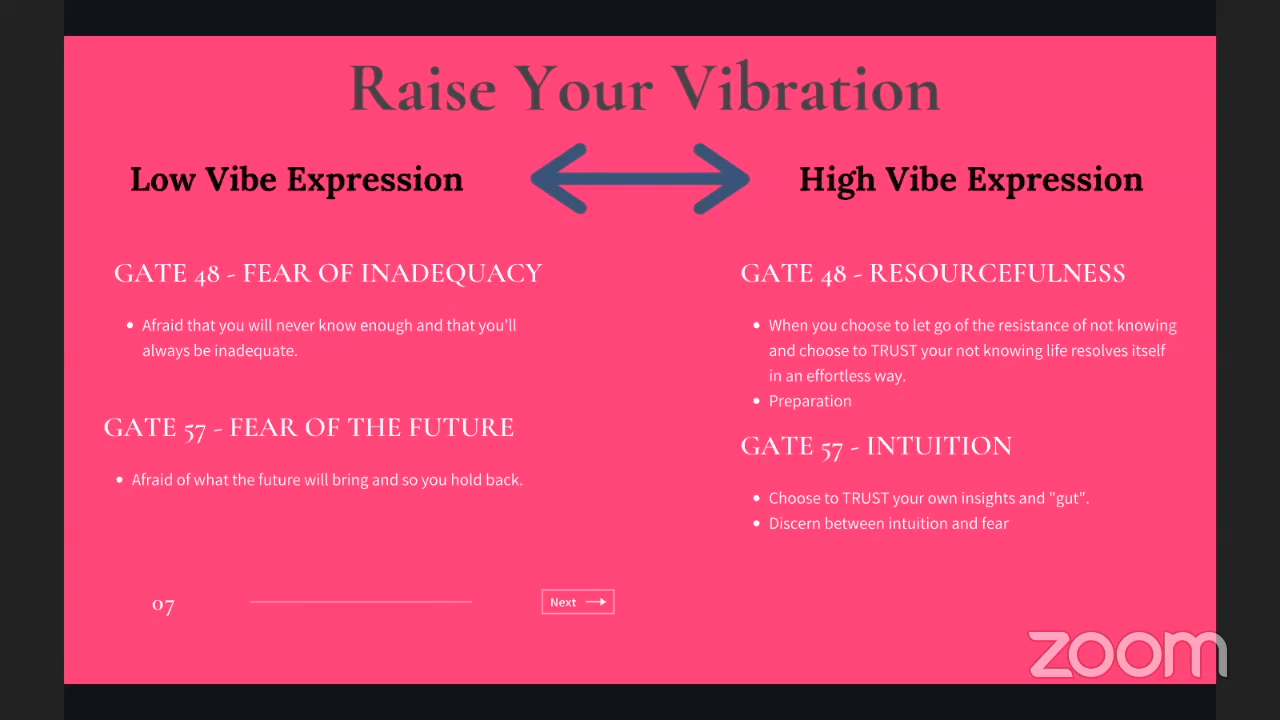 Raise Your Vibration
Low Vibe Expression
High Vibe Expression
GATE 48 - FEAR OF INADEQUACY
• Afraid that you will never know enough and that you'll
always be inadequate.
GATE 57 - FEAR OF THE FUTURE
• Afraid of what the future will bring and so you hold back.
GATE 48 - RESOURCEFULNESS
• When you choose to let go of the resistance of not knowing
and choose to TRUST your not knowing life resolves itself
in an effortless way.
• Preparation
GATE 57 - INTUITION
• Choose to TRUST your own insights and "gut".
• Discern between intuition and fear
07
Next
zoom